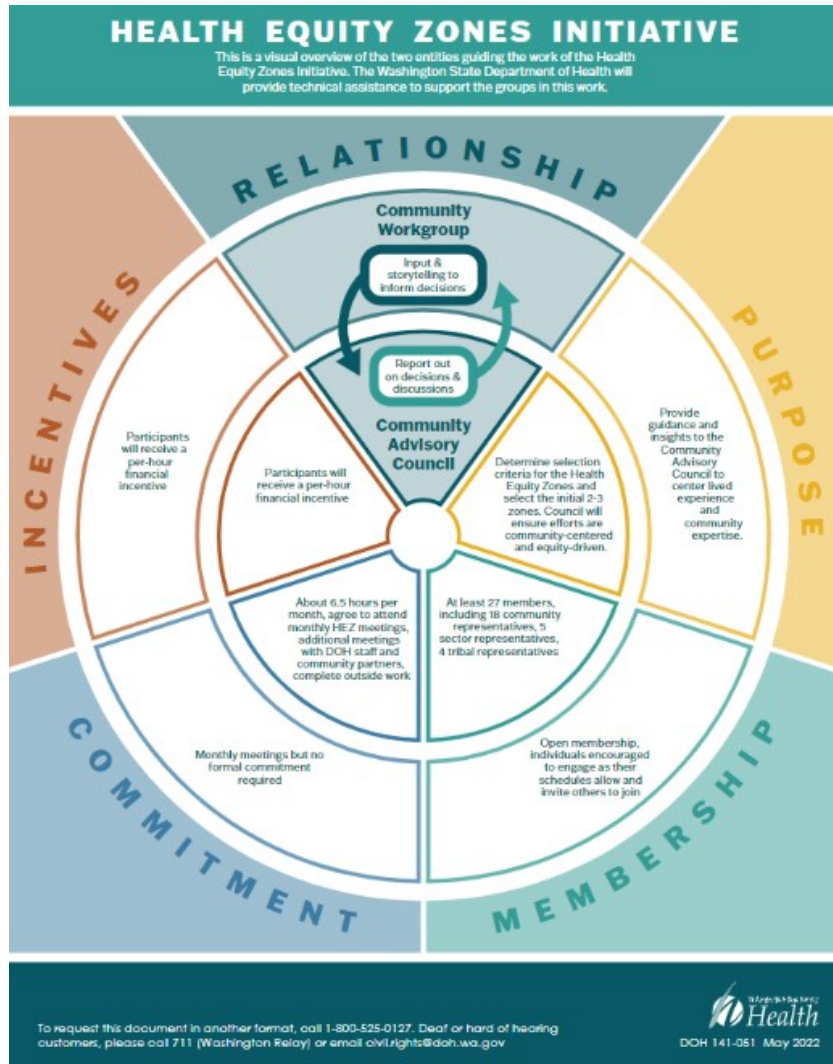 HEALTH EQUITY ZONES INITIATIVE
This is a visual overview of the two entities guiding the work of the Health
Equity Zones Initiative. The Washington State Department of Health will
provide technical assistance to support the groups in this work.
RELATIONSHIP
Community
Workgroup
Input &
storytelling to
inform decisions
Report out
on decisions &
discussions
Community
Advisory
Council
INCENTIVES
Participants
will receive a
per-hour
financial
incentive
Participants will
receive a per-hour
financial incentive
PURPOSE
Determine selection
criteria for the Health
Equity Zones and
select the initial 2-3
zones. Council will
ensure efforts are
community-centered
and equity-driven.
Provide
guidance and
insights to the
Community
Advisory
Council to
center lived
experience
and
community
expertise.
About 6.5 hours per
month, agree to attend
monthly HEZ meetings,
additional meetings
with DOH staff and
community partners,
complete outside work
At least 27 members,
including 18 community
representatives, 5
sector representatives,
4 tribal representatives
Monthly meetings but no
formal commitment
required
Open membership,
individuals encouraged
to engage as their
schedules allow and
invite others to join
COMMITMENT
MEMBERSHIP
To request this document in another format, call 1-800-525-0127. Deaf or hard of hearing
customers, please call 711 (Washington Relay) or email civil.rights@doh.wa.gov
Health
DOH 141-051 May 2022